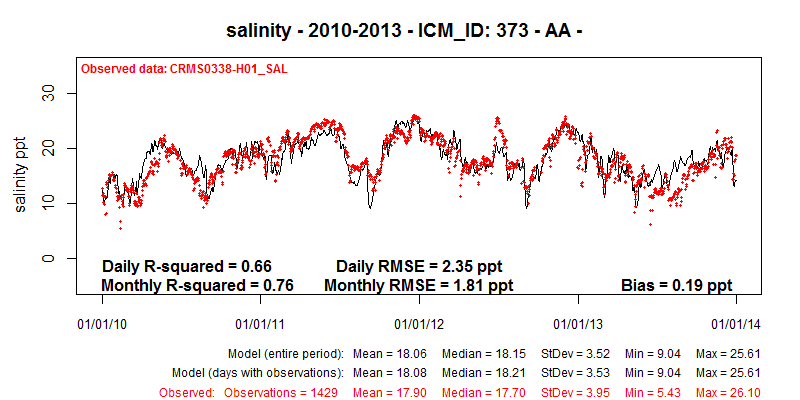 salinity - 2010-2013 - ICM_ID: 373 - AA -
Observed data: CRMS0338-H01_SAL
salinity ppt
30
20
10
0
Daily R-squared = 0.66 Daily RMSE = 2.35 ppt
Monthly R-squared = 0.76 Monthly RMSE = 1.81 ppt Bias = 0.19 ppt
01/01/10 01/01/11 01/01/12 01/01/13 01/01/14
Model (entire period): Mean = 18.06 Median = 18.15 StDev = 3.52 Min = 9.04 Max = 25.61
Model (days with observations): Mean = 18.08 Median = 18.21 StDev = 3.53 Min = 9.04 Max = 25.61
Observed: Observations = 1429 Mean = 17.90 Median = 17.70 StDev = 3.95 Min = 5.43 Max = 26.10